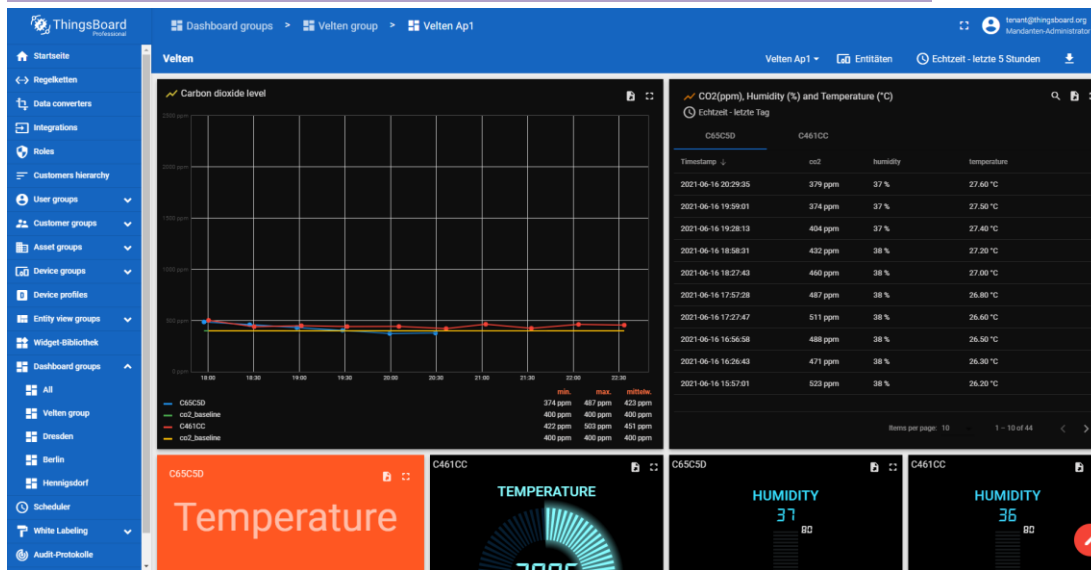 ThingsBoard
Professional
Dashboard groups > Velten group > Velten Ap1
tenant@thingsboard.org
Mandanten-Administrator
Startseite
Regelketten
Data converters
Integrations
Roles
Customers hierarchy
User groups
Customer groups
Asset groups
Device groups
Device profiles
Entity view groups
Widget-Bibliothek
Dashboard groups
All
Velten group
Dresden
Berlin
Hennigsdorf
Scheduler
White Labeling
Audit-Protokolle
Velten
Velten Ap1
Entitäten
Echtzeit - letzte 5 Stunden
Carbon dioxide level
2500 ppm
2000 ppm
1500 ppm
1000 ppm
500 ppm
0 ppm
18:00 18:30 19:00 19:30 20:00 20:30 21:00 21:30 22:00 22:30
min. max. mittelw.
C65C5D 374 ppm 487 ppm 423 ppm
co2_baseline 400 ppm 400 ppm 400 ppm
C461CC 422 ppm 503 ppm 451 ppm
co2_baseline 400 ppm 400 ppm 400 ppm
CO2(ppm), Humidity (%) and Temperature (°C)
Echtzeit - letzte Tag
C65C5D C461CC
Timestamp co2 humidity temperature
2021-06-16 20:29:35 379 ppm 37 % 27.60 °C
2021-06-16 19:59:01 374 ppm 37 % 27.50 °C
2021-06-16 19:28:13 404 ppm 37 % 27.40 °C
2021-06-16 18:58:31 432 ppm 38 % 27.20 °C
2021-06-16 18:27:43 460 ppm 38 % 27.00 °C
2021-06-16 17:57:28 487 ppm 38 % 26.80 °C
2021-06-16 17:27:47 511 ppm 38 % 26.60 °C
2021-06-16 16:56:58 488 ppm 38 % 26.50 °C
2021-06-16 16:26:43 471 ppm 38 % 26.30 °C
2021-06-16 15:57:01 523 ppm 38 % 26.20 °C
Items per page: 10 1 – 10 of 44
C65C5D
Temperature
C461CC
TEMPERATURE
C65C5D
HUMIDITY
37
80
C461CC
HUMIDITY
36
80